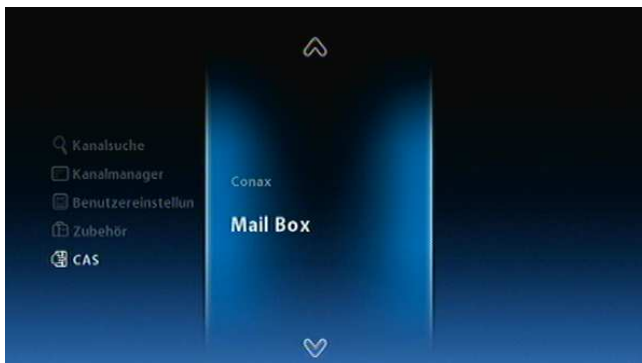 Kanalsuche
Kanalmanager
Benutzereinstellun
Zubehör
CAS
Conax
Mail Box